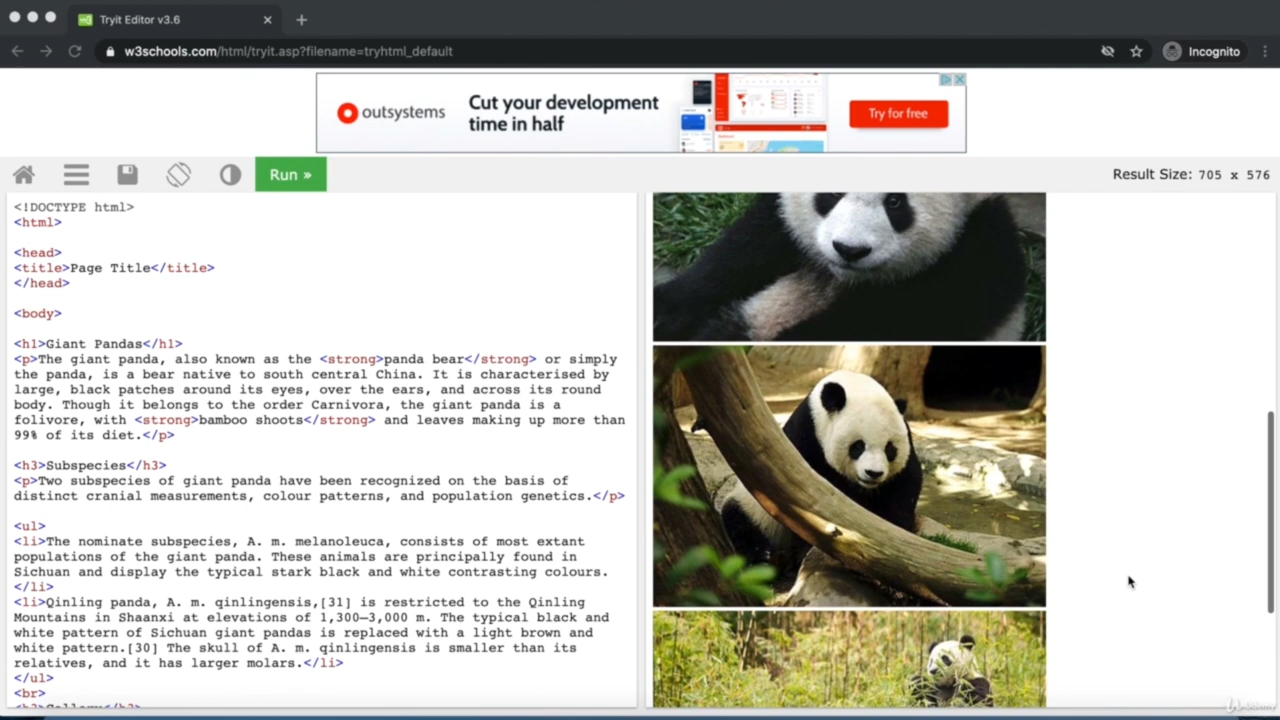 Tryit Editor v3.6
w3schools.com/html/tryit.asp?filename=tryhtml_default
Incognito
outsystems
Cut your development
time in half
Try for free
Run »
Result Size: 705 x 576
<!DOCTYPE html>
<html>
<head>
<title>Page Title</title>
</head>
<body>
<h1>Giant Pandas</h1>
<p>The giant panda, also known as the <strong>panda bear</strong> or simply
the panda, is a bear native to south central China. It is characterised by
large, black patches around its eyes, over the ears, and across its round
body. Though it belongs to the order Carnivora, the giant panda is a
folivore, with <strong>bamboo shoots</strong> and leaves making up more than
99% of its diet.</p>
<h3>Subspecies</h3>
<p>Two subspecies of giant panda have been recognized on the basis of
distinct cranial measurements, colour patterns, and population genetics.</p>
<ul>
<li>The nominate subspecies, A. m. melanoleuca, consists of most extant
populations of the giant panda. These animals are principally found in
Sichuan and display the typical stark black and white contrasting colours.
</li>
<li>Qinling panda, A. m. qinlingensis,[31] is restricted to the Qinling
Mountains in Shaanxi at elevations of 1,300–3,000 m. The typical black and
white pattern of Sichuan giant pandas is replaced with a light brown and
white pattern.[30] The skull of A. m. qinlingensis is smaller than its
relatives, and it has larger molars.</li>
</ul>
<br>
<h3>Gallery</h3>
Udemy